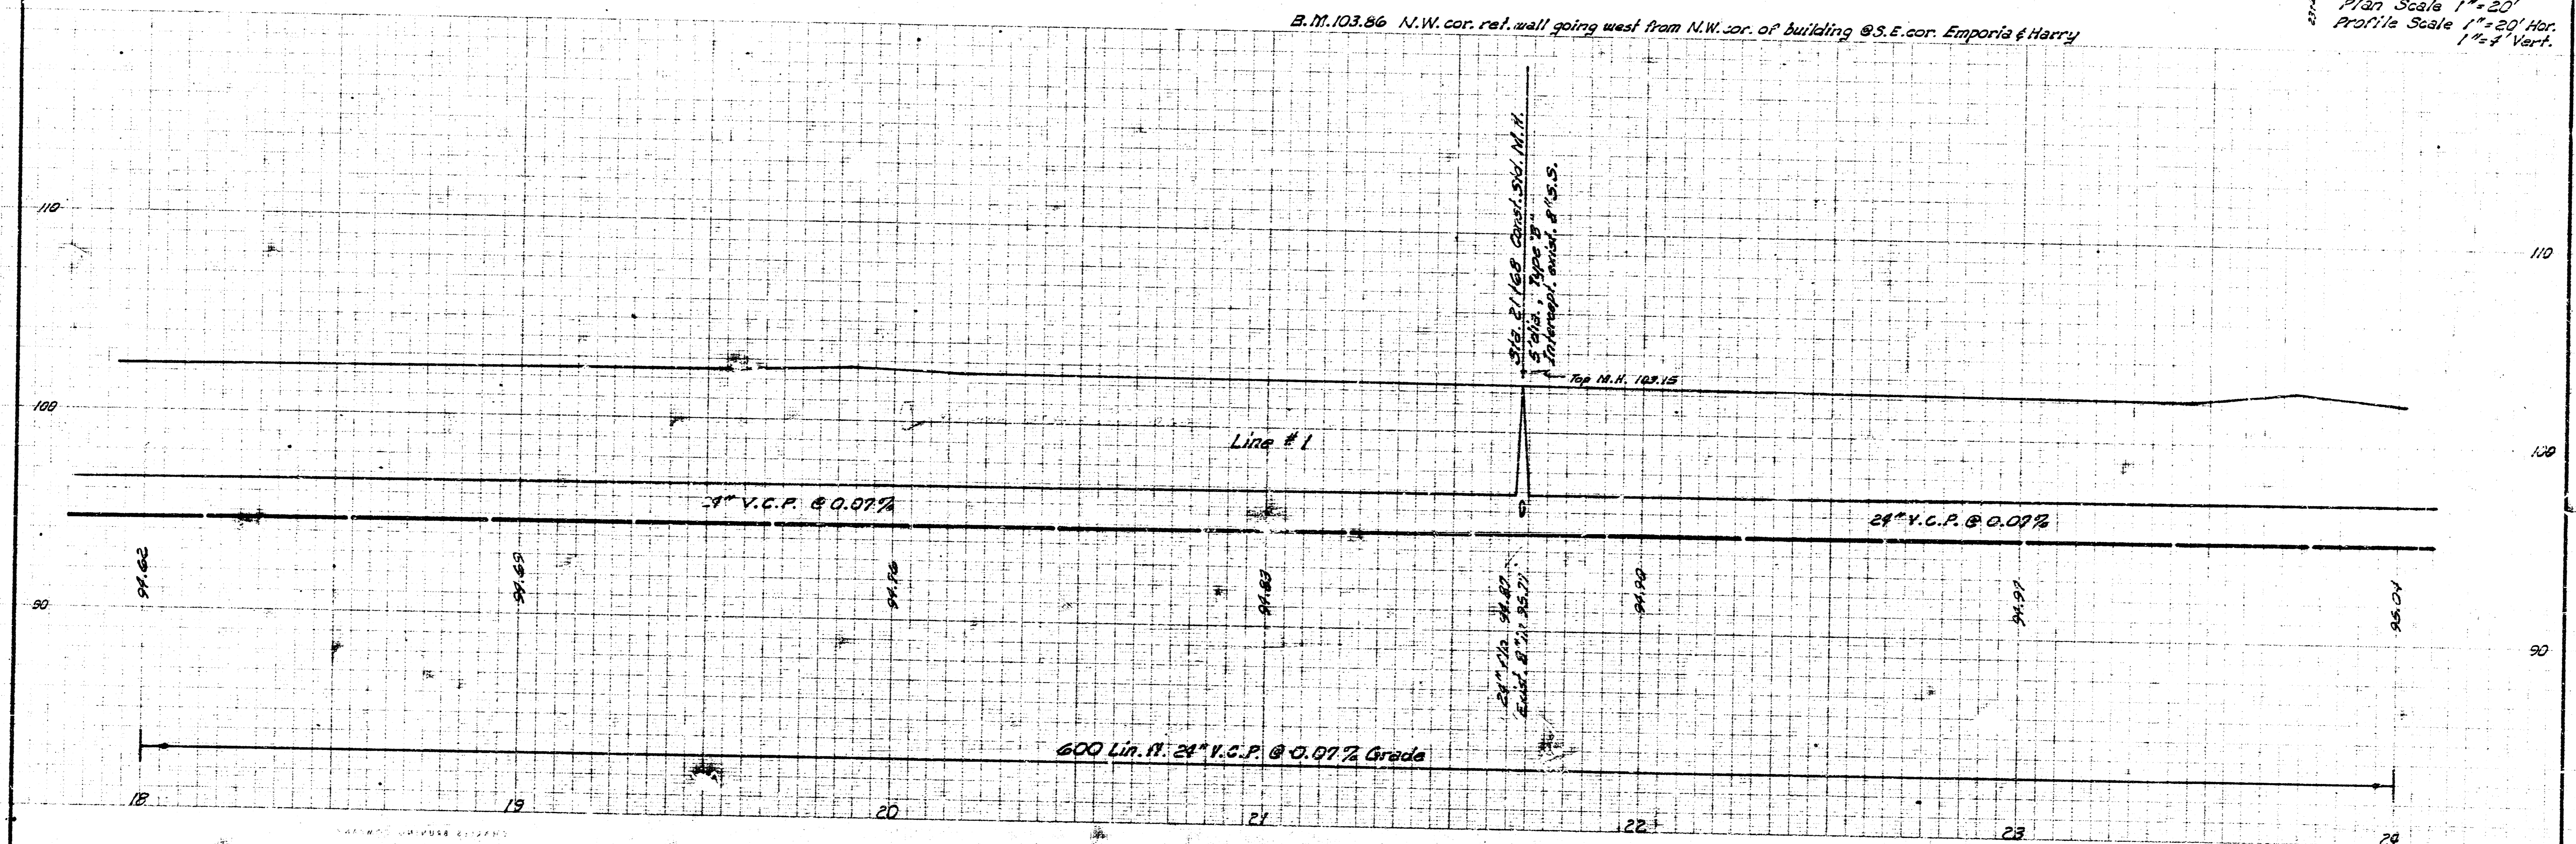 B.M. 103.86 N.W. cor. ret. wall going west from N.W. cor. of building @ S.E. cor. Emporia & Harry
Plan Scale 1"=20'
Profile Scale 1"=20' Hor.
1"=4' Vert.
Sta. 21+68 Const. Std. M.H.
5' dia., Type "B"
Intercept. exist. 8" S.S.
Top M.H. 103.15
110
110
100
100
Line #1
24" V.C.P. @ 0.07%
24" V.C.P. @ 0.07%
90
90
94.62
94.69
94.76
94.83
24" Fln 94.87
Exist. 8" in 95.77
94.90
94.97
95.04
600 Lin. ft. 24" V.C.P. @ 0.07% Grade
18
19
20
21
22
23
24